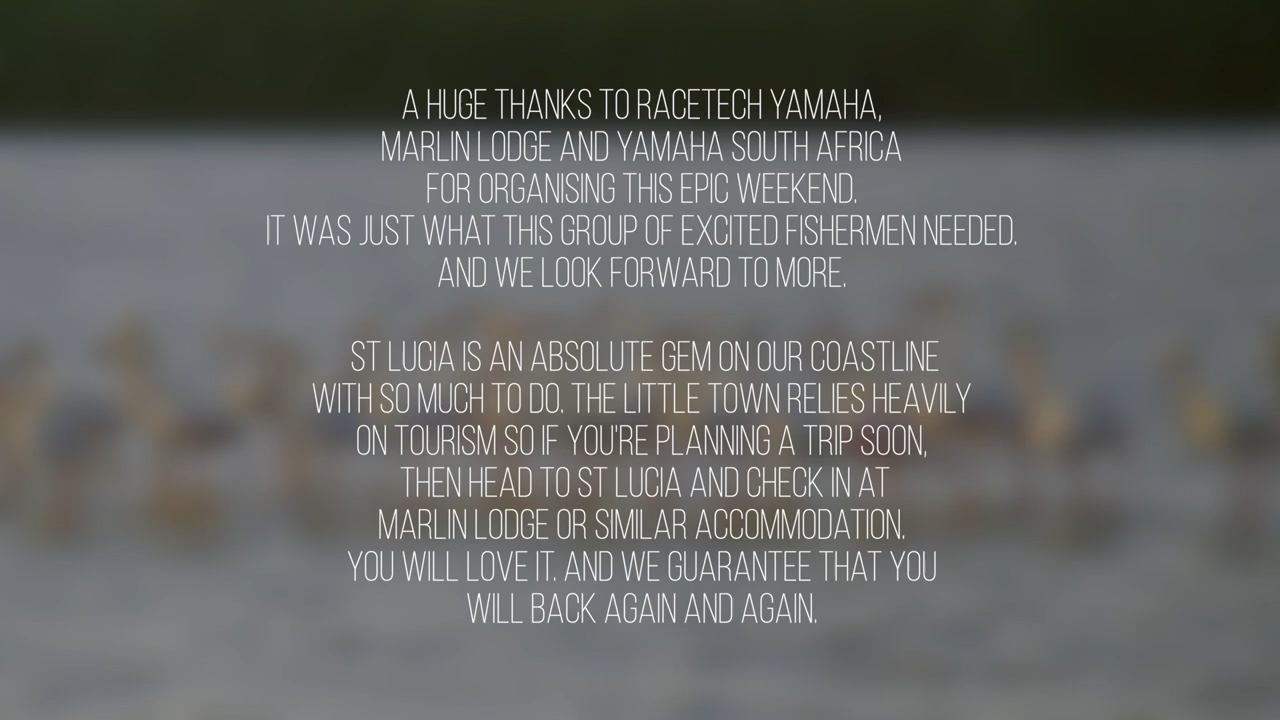 A HUGE THANKS TO RACETECH YAMAHA,
MARLIN LODGE AND YAMAHA SOUTH AFRICA
FOR ORGANISING THIS EPIC WEEKEND.
IT WAS JUST WHAT THIS GROUP OF EXCITED FISHERMEN NEEDED.
AND WE LOOK FORWARD TO MORE.
ST LUCIA IS AN ABSOLUTE GEM ON OUR COASTLINE
WITH SO MUCH TO DO. THE LITTLE TOWN RELIES HEAVILY
ON TOURISM SO IF YOU'RE PLANNING A TRIP SOON,
THEN HEAD TO ST LUCIA AND CHECK IN AT
MARLIN LODGE OR SIMILAR ACCOMMODATION.
YOU WILL LOVE IT. AND WE GUARANTEE THAT YOU
WILL BACK AGAIN AND AGAIN.